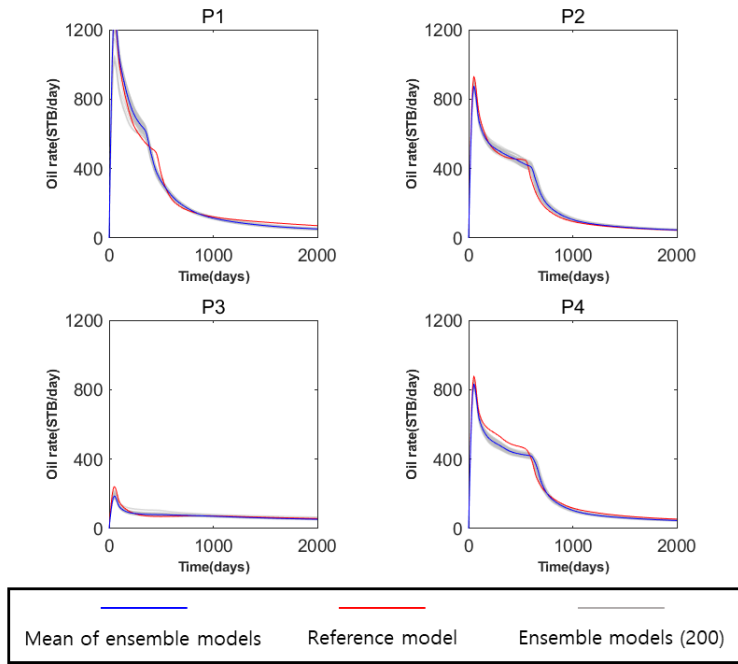 P1
1200
800
400
0
Oil rate(STB/day)
0 1000 2000
Time(days)
P2
1200
800
400
0
Oil rate(STB/day)
0 1000 2000
Time(days)
P3
1200
800
400
0
Oil rate(STB/day)
0 1000 2000
Time(days)
P4
1200
800
400
0
Oil rate(STB/day)
0 1000 2000
Time(days)
Mean of ensemble models Reference model Ensemble models (200)